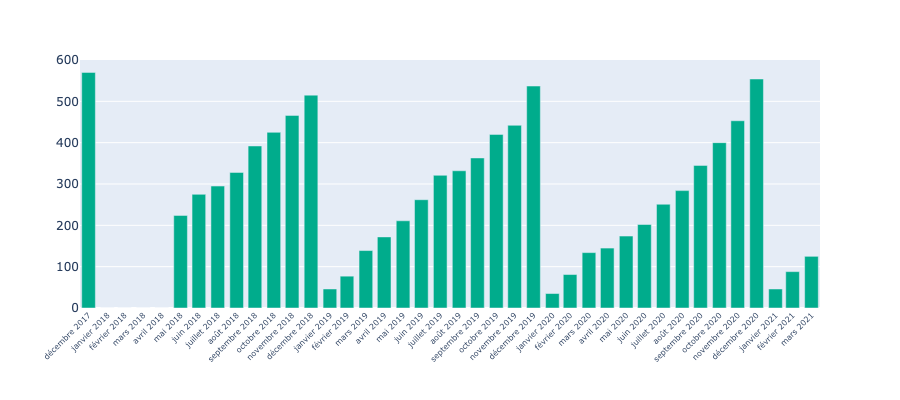 600
500
400
300
200
100
0
décembre 2017
janvier 2018
février 2018
mars 2018
avril 2018
mai 2018
juin 2018
juillet 2018
août 2018
septembre 2018
octobre 2018
novembre 2018
décembre 2018
janvier 2019
février 2019
mars 2019
avril 2019
mai 2019
juin 2019
juillet 2019
août 2019
septembre 2019
octobre 2019
novembre 2019
décembre 2019
janvier 2020
février 2020
mars 2020
avril 2020
mai 2020
juin 2020
juillet 2020
août 2020
septembre 2020
octobre 2020
novembre 2020
décembre 2020
janvier 2021
février 2021
mars 2021